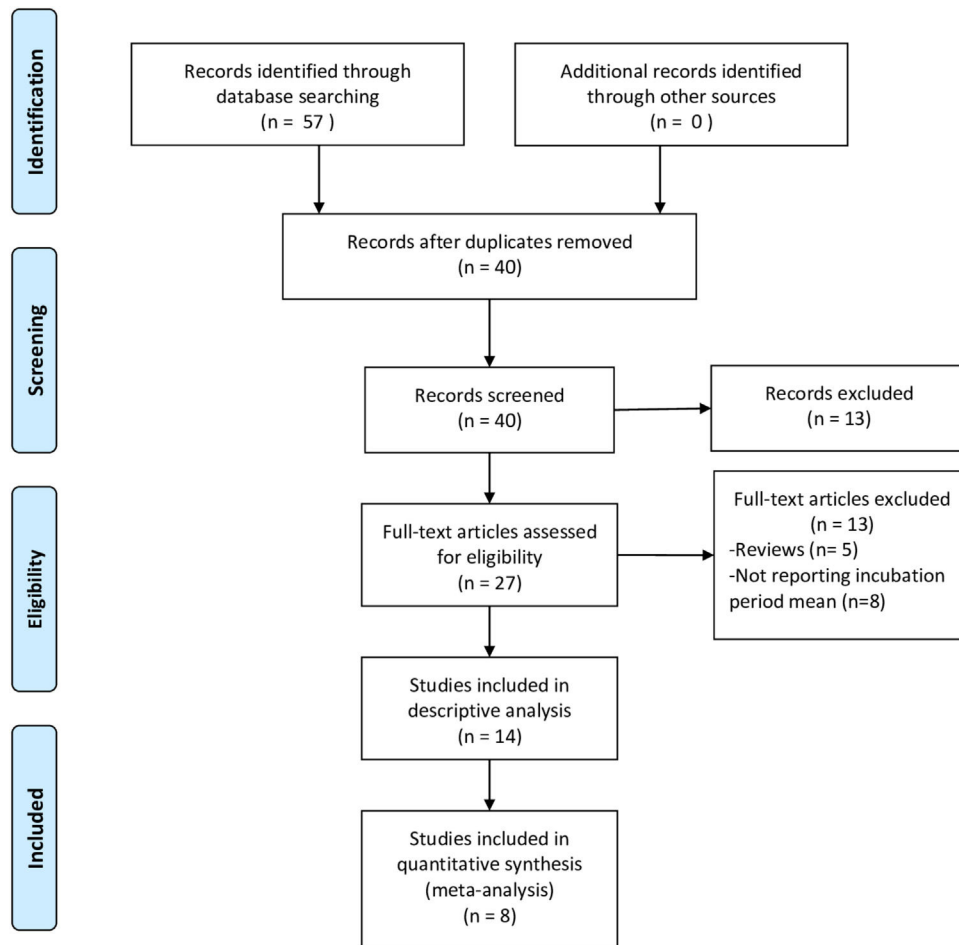 Identification
Records identified through
database searching
(n = 57 )
Additional records identified
through other sources
(n = 0 )
Screening
Records after duplicates removed
(n = 40)
Records screened
(n = 40)
Records excluded
(n = 13)
Eligibility
Full-text articles assessed
for eligibility
(n = 27)
Full-text articles excluded
(n = 13)
-Reviews (n= 5)
-Not reporting incubation
period mean (n=8)
Studies included in
descriptive analysis
(n = 14)
Included
Studies included in
quantitative synthesis
(meta-analysis)
(n = 8)